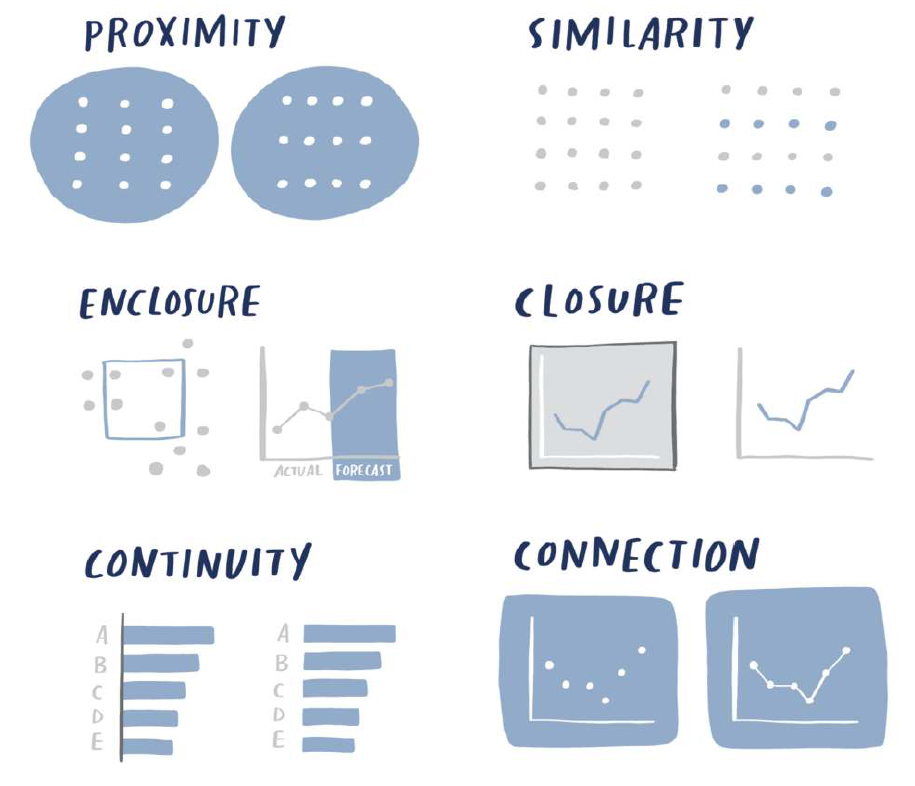 PROXIMITY
SIMILARITY
ENCLOSURE
ACTUAL FORECAST
CLOSURE
CONTINUITY
A
B
C
D
E
A
B
C
D
E
CONNECTION